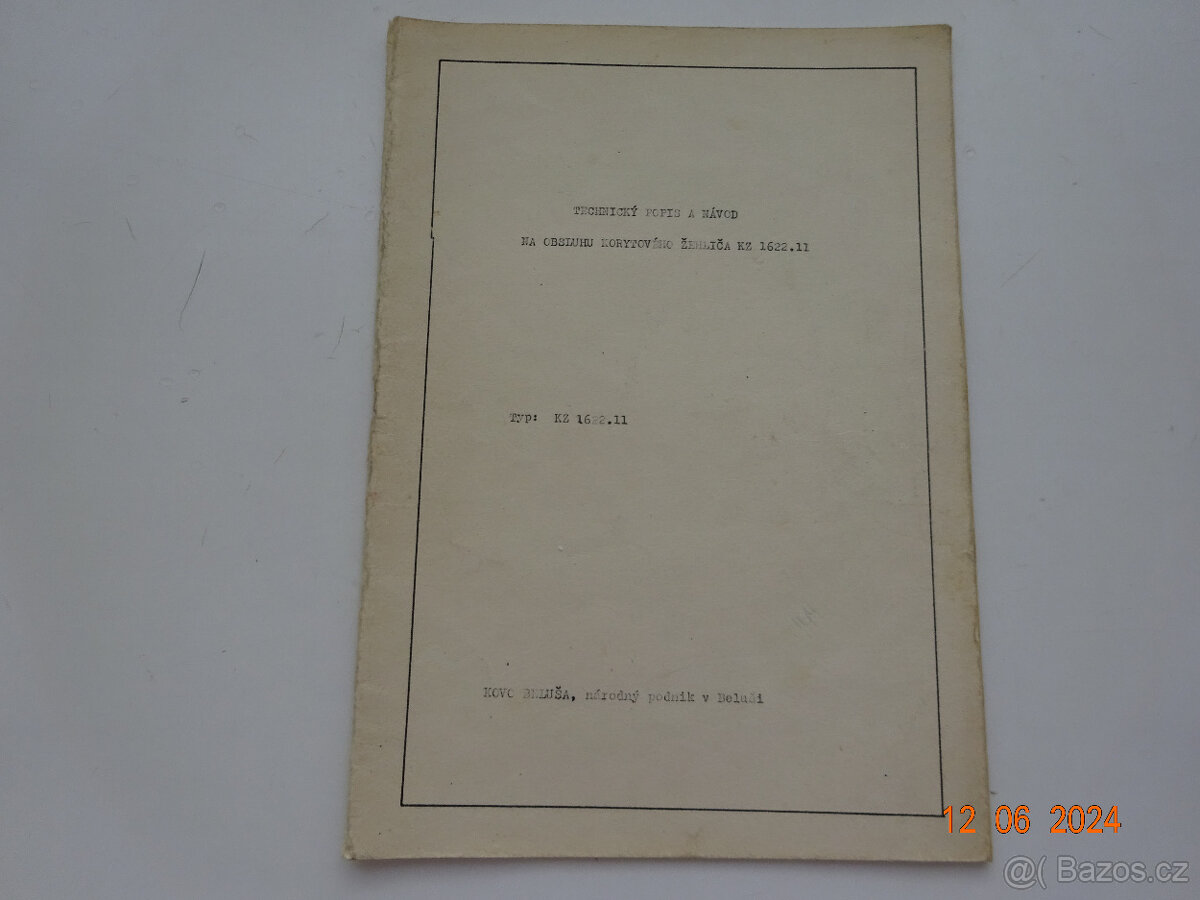 TECHNICKÝ POPIS A NÁVOD
NA OBSLUHU KORYTOVÉHO ŽEHLIČA KZ 1622.11
Typ: KZ 1622.11
KOVO BELUŠA, národný podnik v Beluši
12 06 2024
@( Bazos.cz